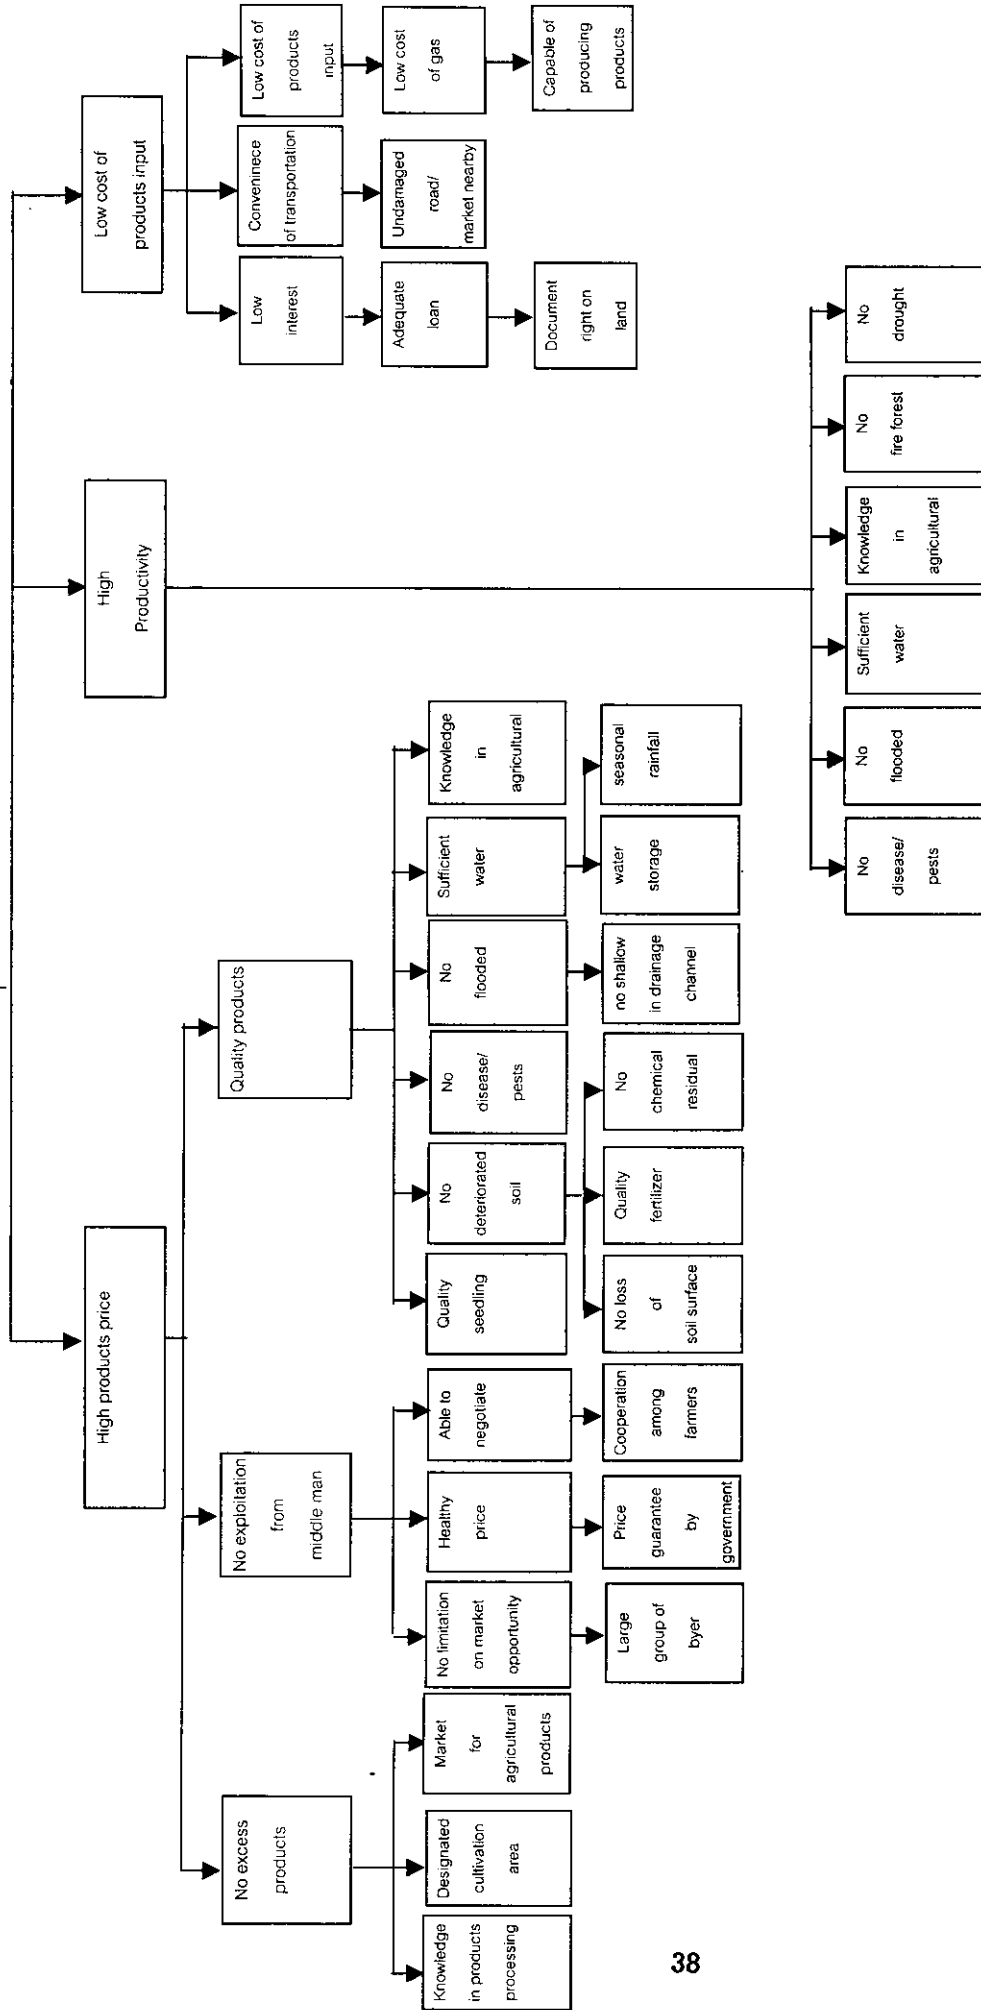 High products price
High
Productivity
Low cost of
products input
No excess
products
No exploitation
from
middle man
Quality products
Low
interest
Conveninece
of transportation
Low cost of
products
input
Knowledge
in products
processing
Designated
cultivation
area
Market
for
agricultural
products
No limitation
on market
opportunity
Healthy
price
Able to
negotiate
Quality
seedling
No
deteriorated
soil
No
disease/
pests
No
flooded
Sufficient
water
Knowledge
in
agricultural
Adequate
loan
Undamaged
road/
market nearby
Low cost
of gas
Large
group of
byer
Price
guarantee
by
government
Cooperation
among
farmers
No loss
of
soil surface
Quality
fertilizer
No
chemical
residual
no shallow
in drainage
channel
water
storage
seasonal
rainfall
Document
right on
land
Capable of
producing
products
No
disease/
pests
No
flooded
Sufficient
water
Knowledge
in
agricultural
No
fire forest
No
drought
38